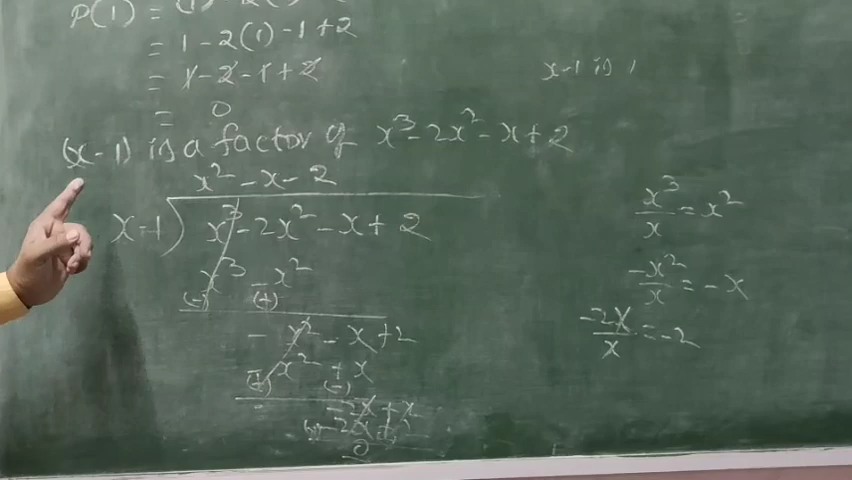 P(1) =
= 1 - 2(1) - 1 + 2
= 1 - 2 - 1 + 2
= 0
x-1 is
(x-1) is a factor of x³ - 2x² - x + 2
x² - x - 2
x-1) x³ - 2x² - x + 2
x³ - x²
(-) (+)
- x² - x + 2
- x² + x
(+) (-)
-2x +
-2x +
0
x³/x = x²
-x²/x = -x
-2x/x = -2